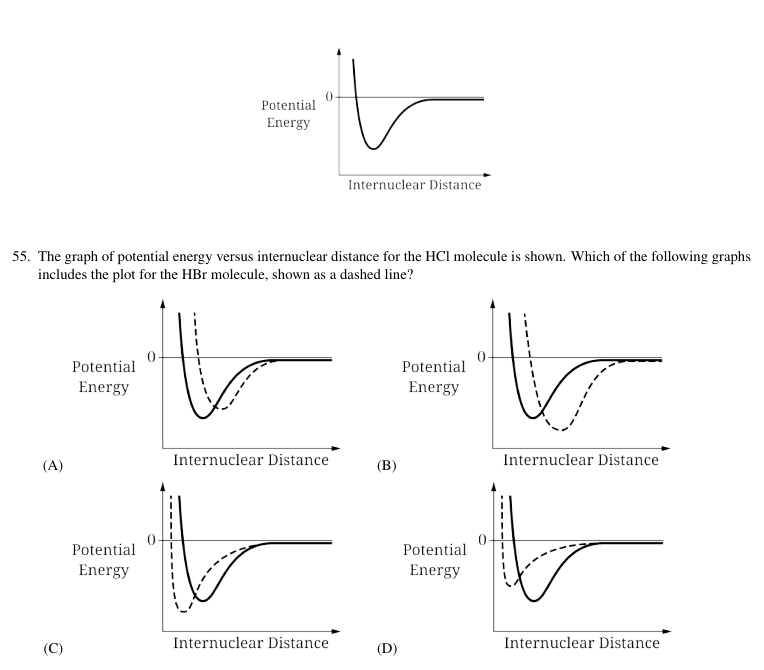 0
Potential
Energy
Internuclear Distance
55. The graph of potential energy versus internuclear distance for the HCl molecule is shown. Which of the following graphs
includes the plot for the HBr molecule, shown as a dashed line?
0
Potential
Energy
Internuclear Distance
(A)
0
Potential
Energy
Internuclear Distance
(B)
0
Potential
Energy
Internuclear Distance
(C)
0
Potential
Energy
Internuclear Distance
(D)